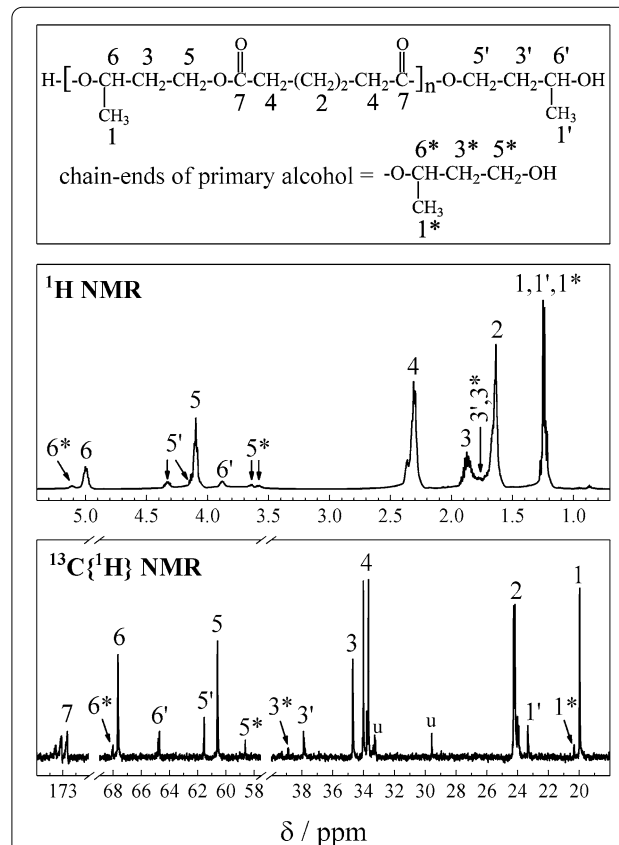 6 3 5 O O 5' 3' 6'
H-[-O-CH-CH₂-CH₂-O-C-CH₂-(CH₂)₂-CH₂-C-]ₙ-O-CH₂-CH₂-CH-OH
7 4 2 4 7
CH₃ CH₃
1 1'
6* 3* 5*
chain-ends of primary alcohol = -O-CH-CH₂-CH₂-OH
CH₃
1*
¹H NMR
1,1',1*
2
4
3',3*
5
3
6* 6 5' 6' 5*
5.0 4.5 4.0 3.5 2.5 2.0 1.5 1.0
¹³C{¹H} NMR
4
1
2
5
6
3
7 6* 6' 5' 5* 3* 3' u u 1' 1*
173 68 66 64 62 60 58 38 36 34 32 30 28 26 24 22 20
δ / ppm